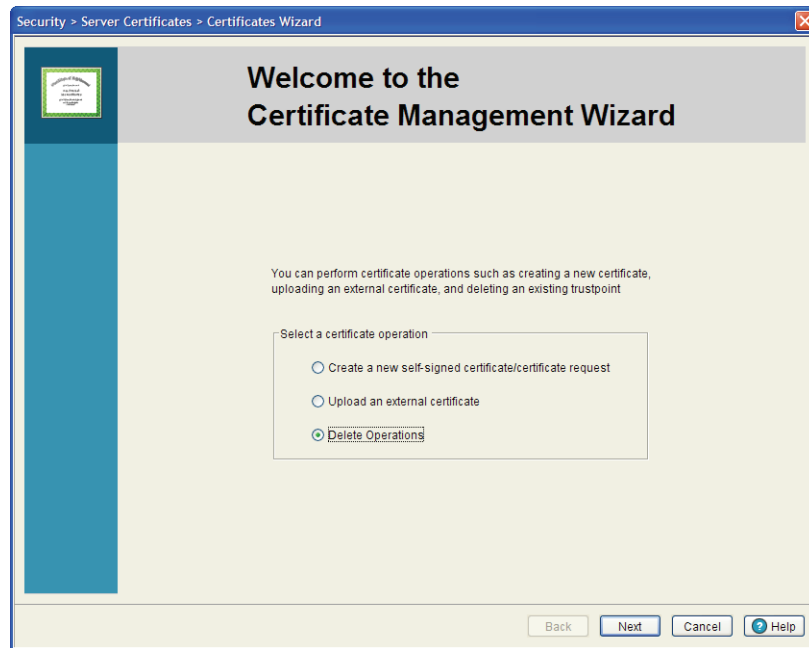 Security > Server Certificates > Certificates Wizard
Welcome to the
Certificate Management Wizard
You can perform certificate operations such as creating a new certificate,
uploading an external certificate, and deleting an existing trustpoint
Select a certificate operation
Create a new self-signed certificate/certificate request
Upload an external certificate
Delete Operations
Back
Next
Cancel
? Help